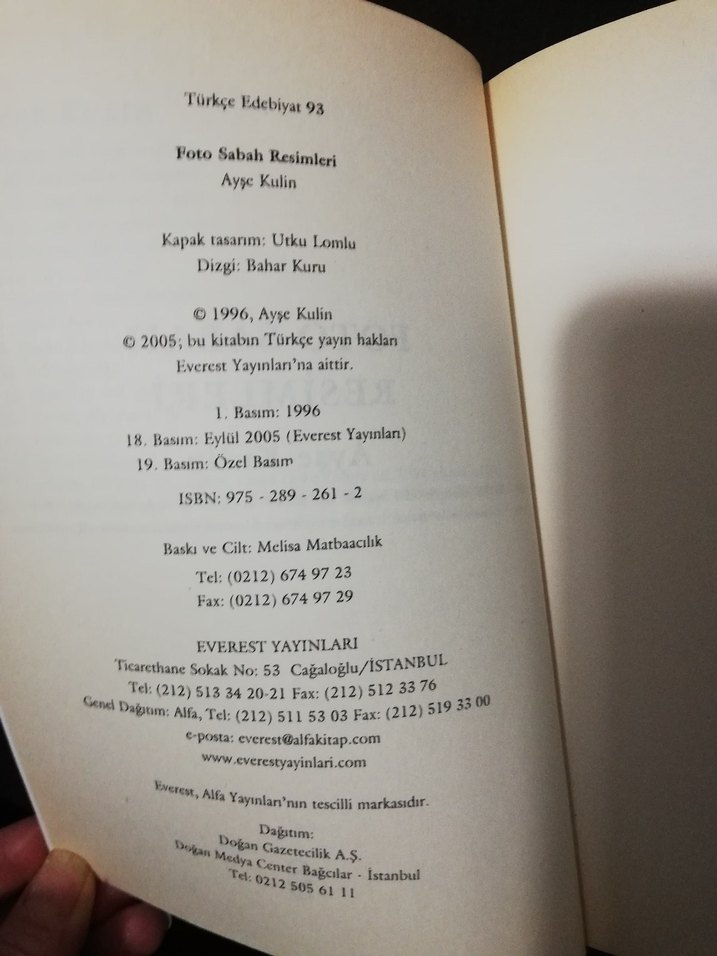 Türkçe Edebiyat 93
Foto Sabah Resimleri
Ayşe Kulin
Kapak tasarım: Utku Lomlu
Dizgi: Bahar Kuru
© 1996, Ayşe Kulin
© 2005; bu kitabın Türkçe yayın hakları
Everest Yayınları'na aittir.
1. Basım: 1996
18. Basım: Eylül 2005 (Everest Yayınları)
19. Basım: Özel Basım
ISBN: 975 - 289 - 261 - 2
Baskı ve Cilt: Melisa Matbaacılık
Tel: (0212) 674 97 23
Fax: (0212) 674 97 29
EVEREST YAYINLARI
Ticarethane Sokak No: 53 Cağaloğlu/İSTANBUL
Tel: (212) 513 34 20-21 Fax: (212) 512 33 76
Genel Dağıtım: Alfa, Tel: (212) 511 53 03 Fax: (212) 519 33 00
e-posta: everest@alfakitap.com
www.everestyayinlari.com
Everest, Alfa Yayınları'nın tescilli markasıdır.
Dağıtım:
Doğan Gazetecilik A.Ş.
Doğan Medya Center Bağcılar - İstanbul
Tel: 0212 505 61 11